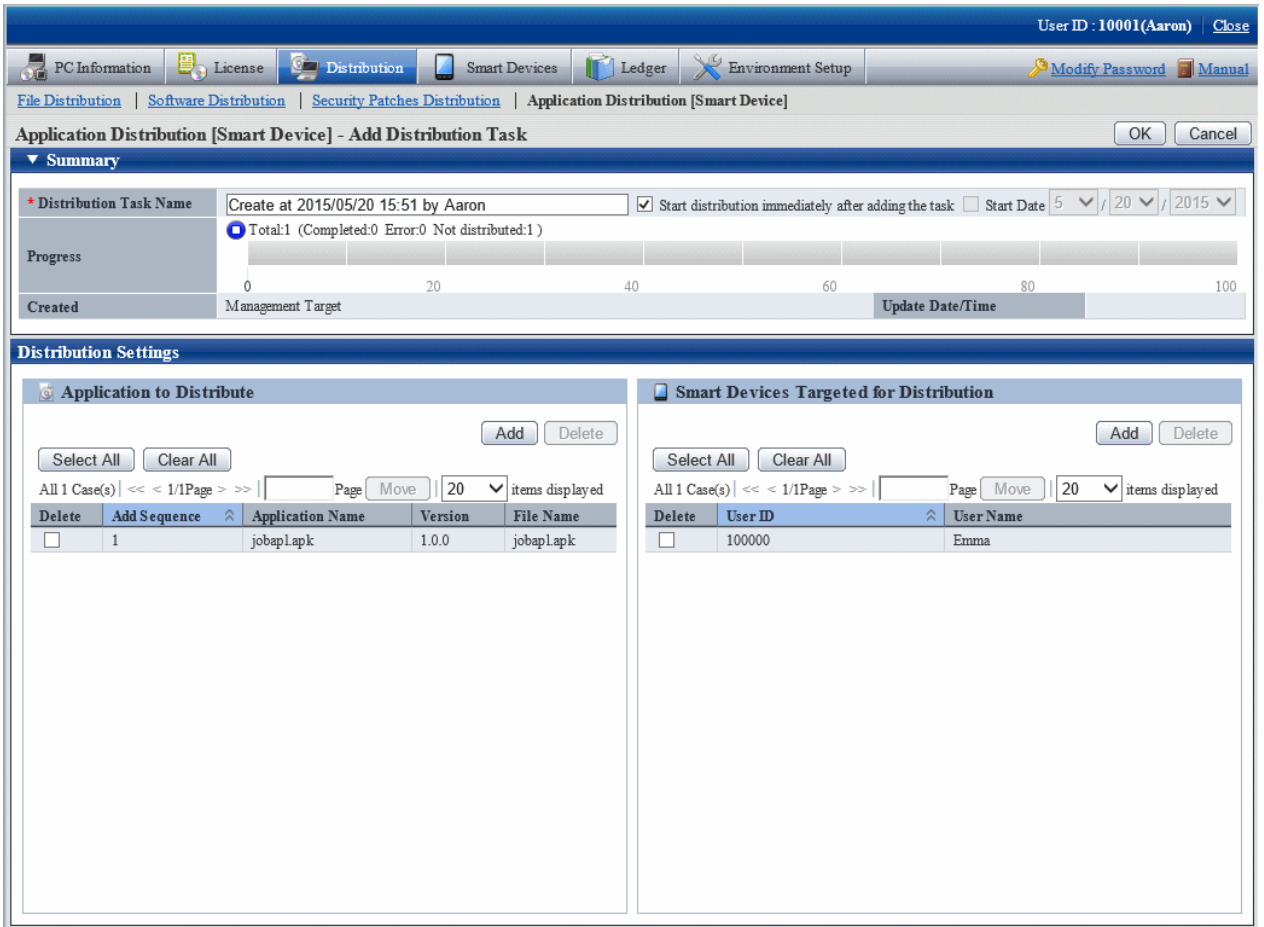 User ID : 10001(Aaron) | Close
PC Information License Distribution Smart Devices Ledger Environment Setup Modify Password Manual
File Distribution | Software Distribution | Security Patches Distribution | Application Distribution [Smart Device]
Application Distribution [Smart Device] - Add Distribution Task OK Cancel
▼ Summary
* Distribution Task Name Create at 2015/05/20 15:51 by Aaron Start distribution immediately after adding the task Start Date 5 / 20 / 2015
Total:1 (Completed:0 Error:0 Not distributed:1 )
Progress
0 20 40 60 80 100
Created Management Target Update Date/Time
Distribution Settings
Application to Distribute
Add Delete
Select All Clear All
All 1 Case(s) | << < 1/1Page > >> | Page Move | 20 items displayed
Delete Add Sequence Application Name Version File Name
1 jobapl.apk 1.0.0 jobapl.apk
Smart Devices Targeted for Distribution
Add Delete
Select All Clear All
All 1 Case(s) | << < 1/1Page > >> | Page Move | 20 items displayed
Delete User ID User Name
100000 Emma